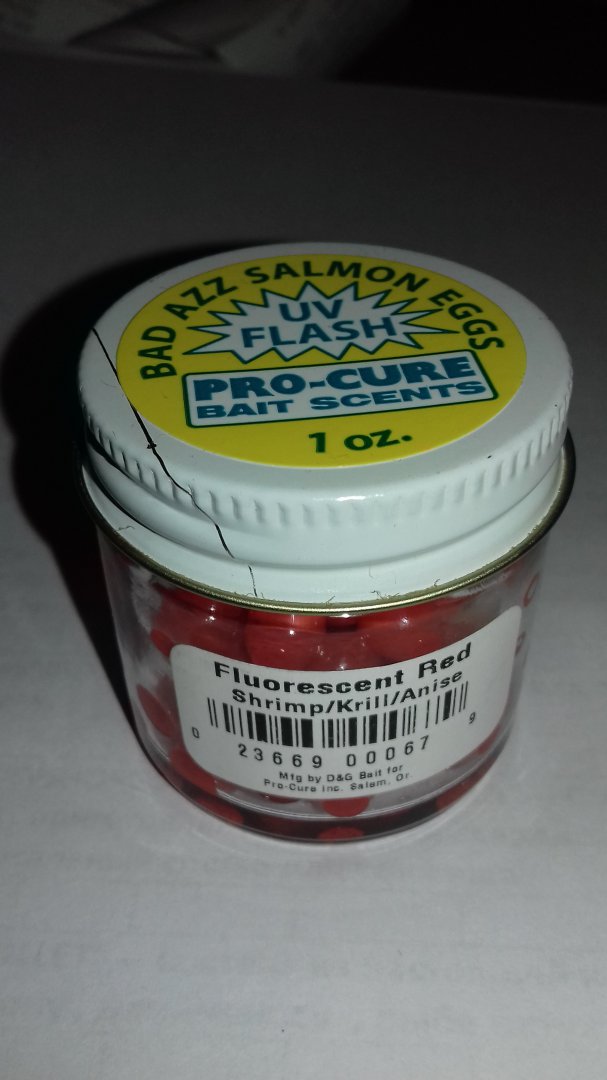 BAD AZZ SALMON EGGS
UV
FLASH
PRO-CURE
BAIT SCENTS
1 oz.
Fluorescent Red
Shrimp/Krill/Anise
0 23669 00067 9
Mfg by D&G Bait for
Pro-Cure Inc. Salem, Or.